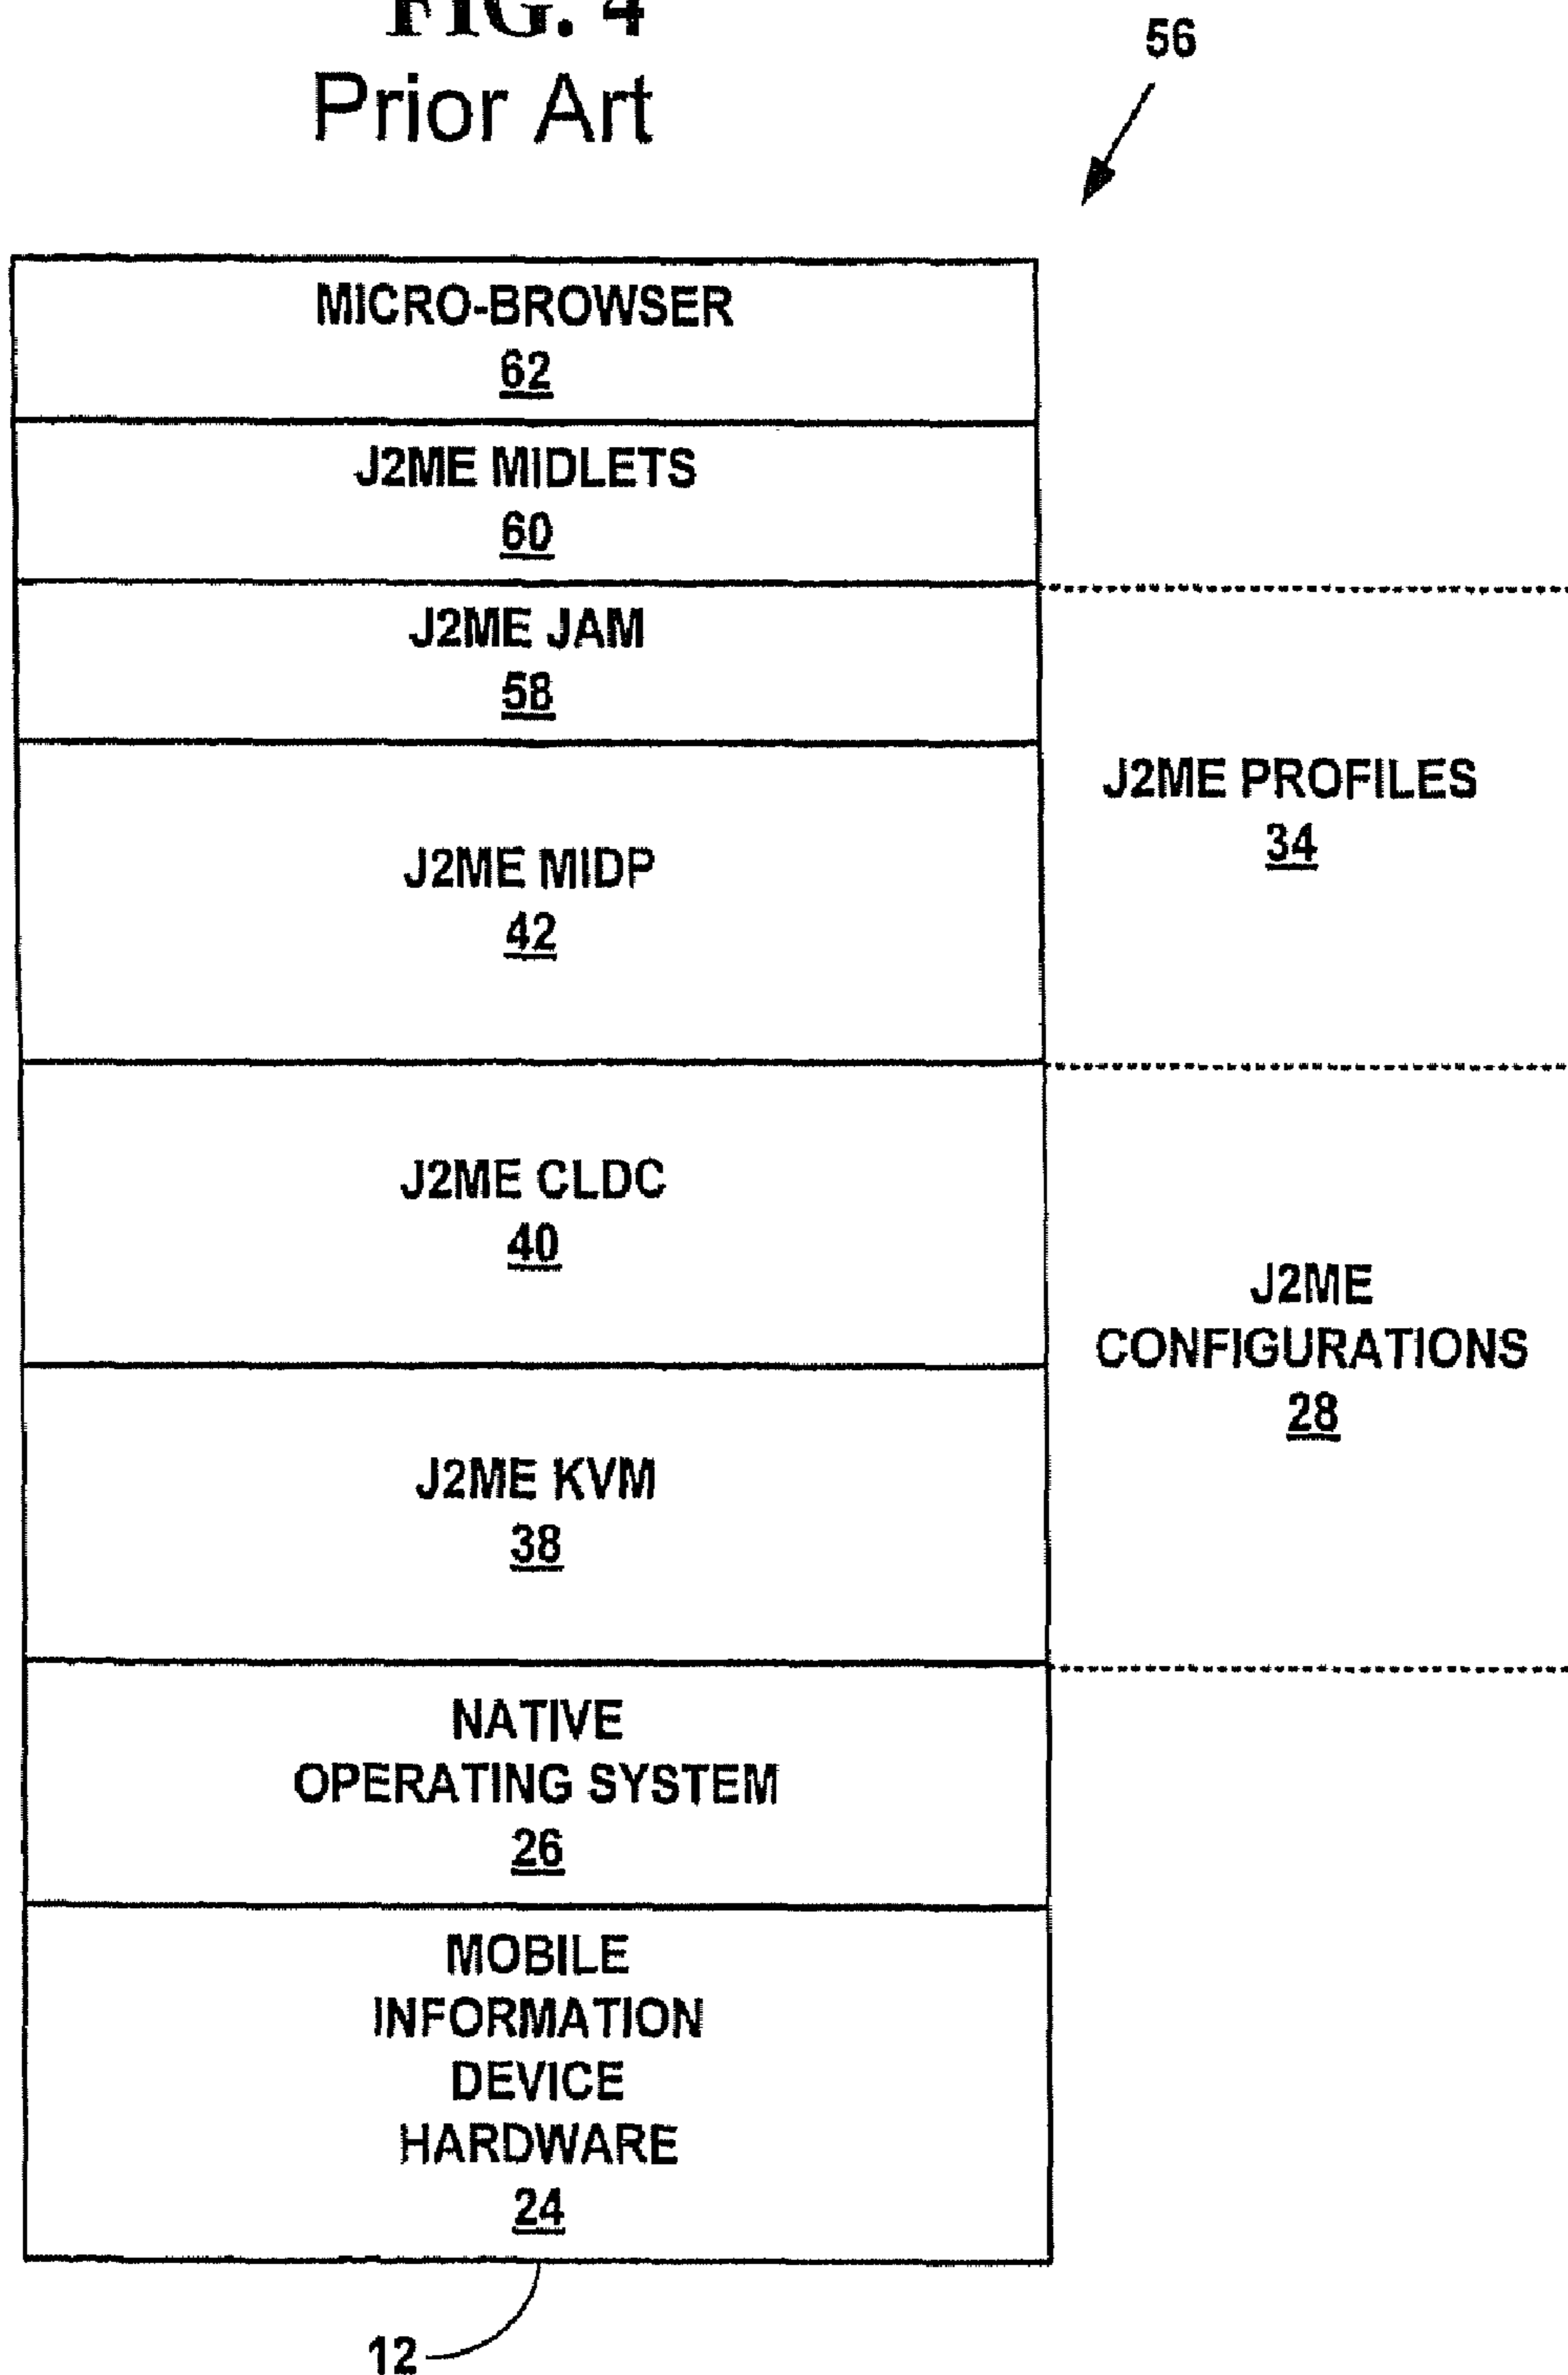 FIG. 4
Prior Art
56
MICRO-BROWSER
62
J2ME MIDLETS
60
J2ME JAM
58
J2ME PROFILES
34
J2ME MIDP
42
J2ME CLDC
40
J2ME
CONFIGURATIONS
28
J2ME KVM
38
NATIVE
OPERATING SYSTEM
26
MOBILE
INFORMATION
DEVICE
HARDWARE
24
12